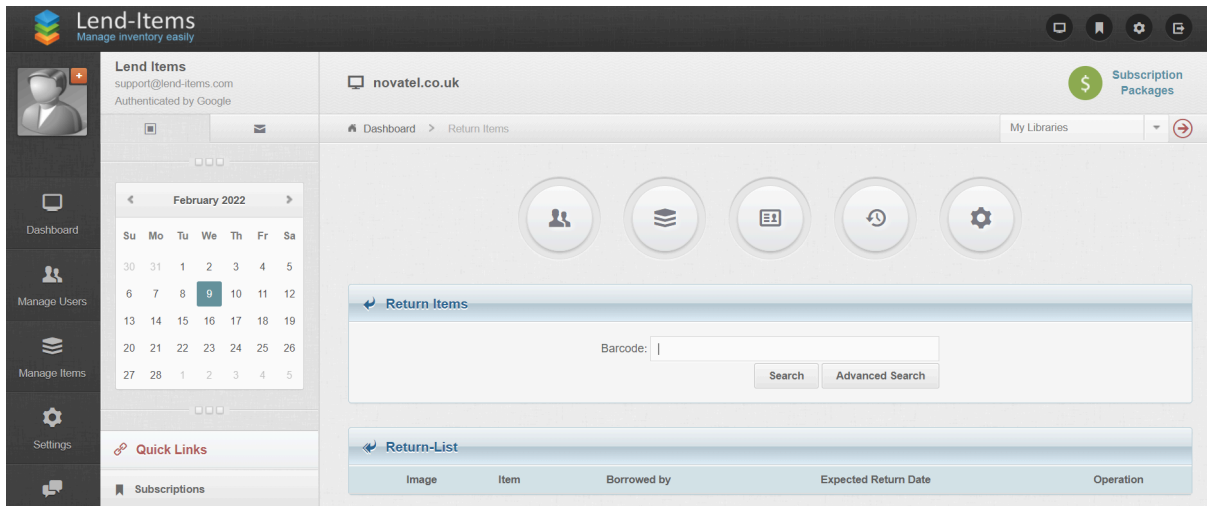 Lend-Items
Manage inventory easily
Lend Items
support@lend-items.com
Authenticated by Google
novatel.co.uk
$
Subscription
Packages
Dashboard > Return Items
My Libraries
Dashboard
Manage Users
Manage Items
Settings
February 2022
Su Mo Tu We Th Fr Sa
30 31 1 2 3 4 5
6 7 8 9 10 11 12
13 14 15 16 17 18 19
20 21 22 23 24 25 26
27 28 1 2 3 4 5
Quick Links
Subscriptions
Return Items
Barcode:
Search Advanced Search
Return-List
Image Item Borrowed by Expected Return Date Operation